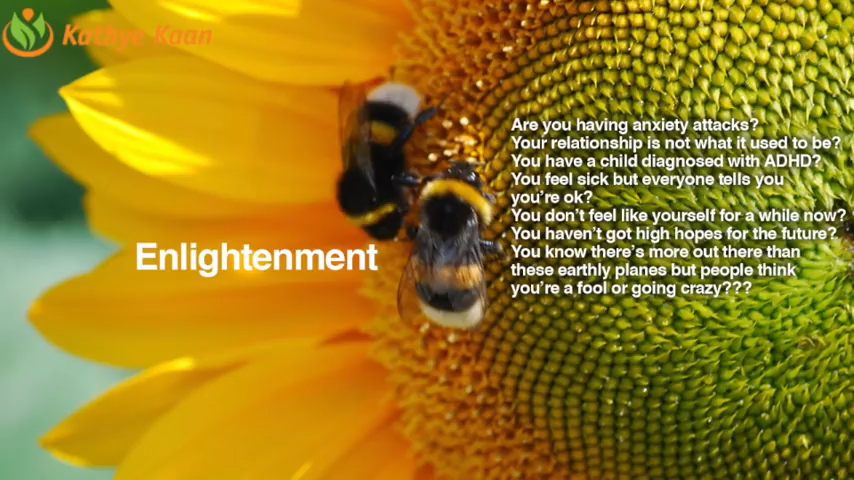 Kathye Kaan
Enlightenment
Are you having anxiety attacks?
Your relationship is not what it used to be?
You have a child diagnosed with ADHD?
You feel sick but everyone tells you
you're ok?
You don't feel like yourself for a while now?
You haven't got high hopes for the future?
You know there's more out there than
these earthly planes but people think
you're a fool or going crazy???